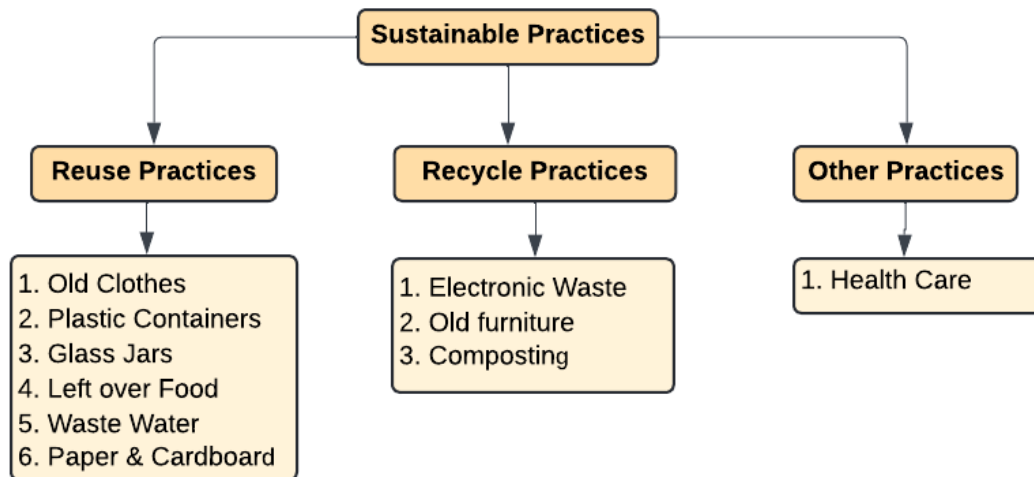 Sustainable Practices
Reuse Practices
Recycle Practices
Other Practices
1. Old Clothes
2. Plastic Containers
3. Glass Jars
4. Left over Food
5. Waste Water
6. Paper & Cardboard
1. Electronic Waste
2. Old furniture
3. Composting
1. Health Care